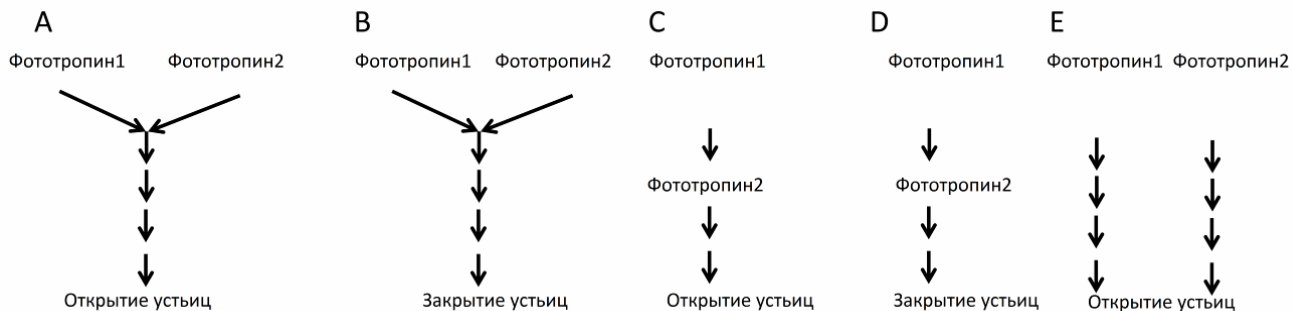 A B C D E
Фототропин1 Фототропин2 Фототропин1 Фототропин2 Фототропин1 Фототропин1 Фототропин1 Фототропин2
Фототропин2 Фототропин2
Открытие устьиц Закрытие устьиц Открытие устьиц Закрытие устьиц Открытие устьиц